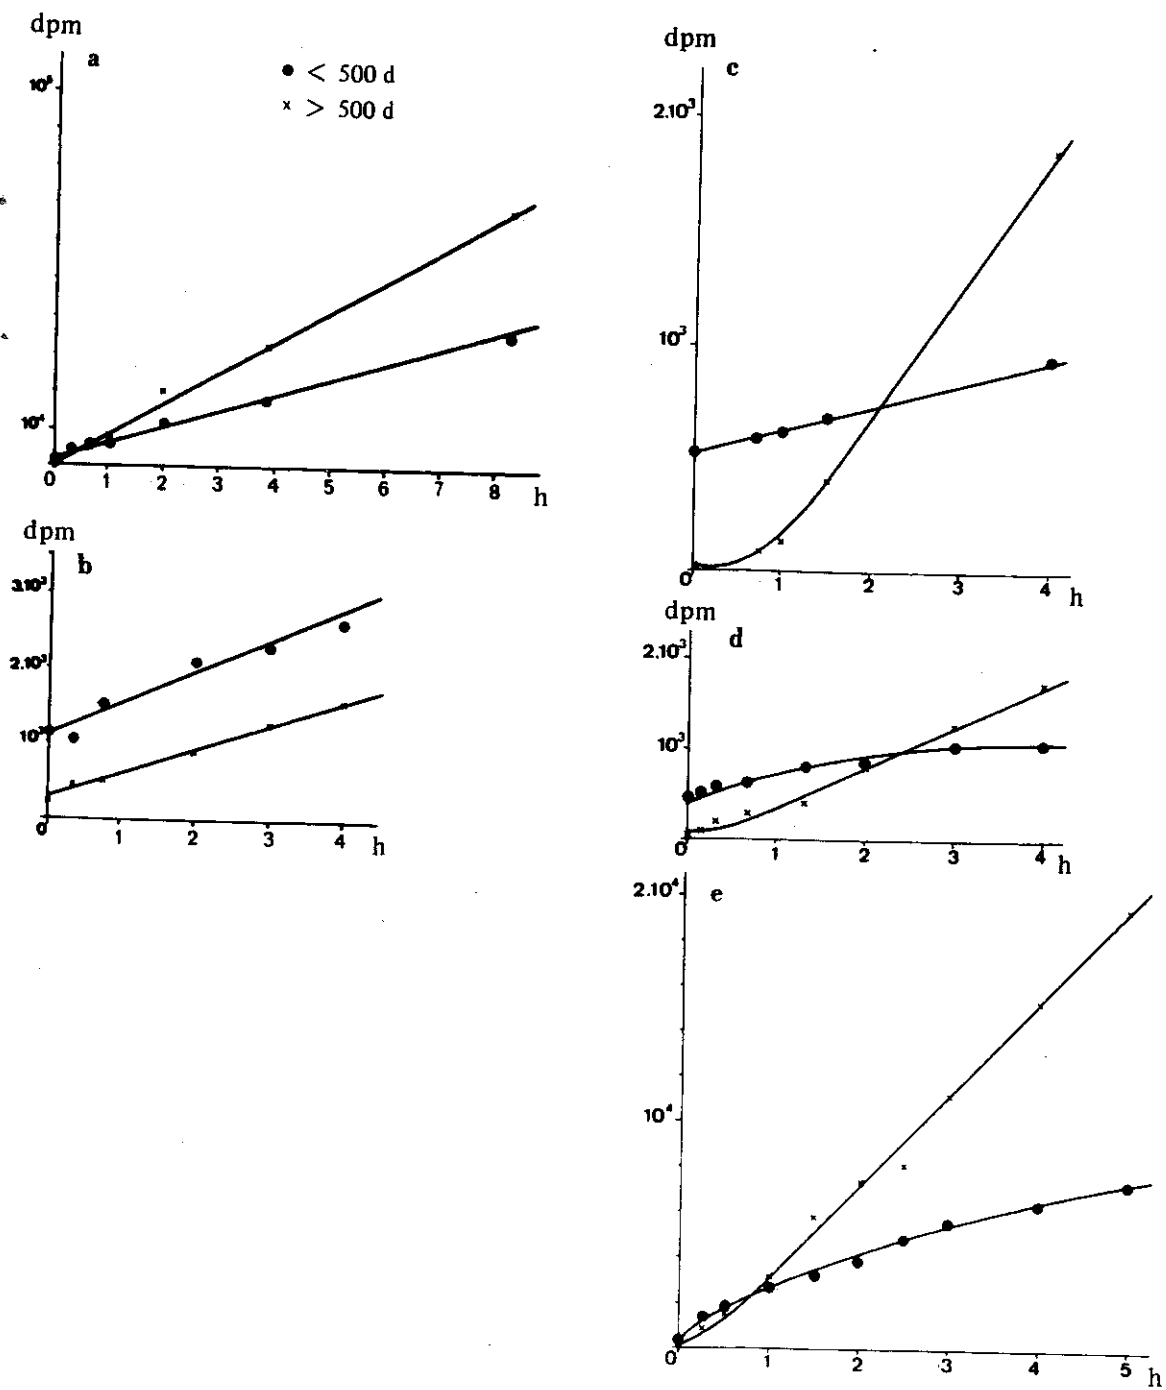 dpm
a
● < 500 d
x > 500 d
10⁵
10⁴
0 1 2 3 4 5 6 7 8 h
dpm
b
3.10³
2.10³
10³
0 1 2 3 4 h
dpm
c
2.10³
10³
0 1 2 3 4 h
dpm
d
2.10³
10³
0 1 2 3 4 h
e
2.10⁴
10⁴
0 1 2 3 4 5 h